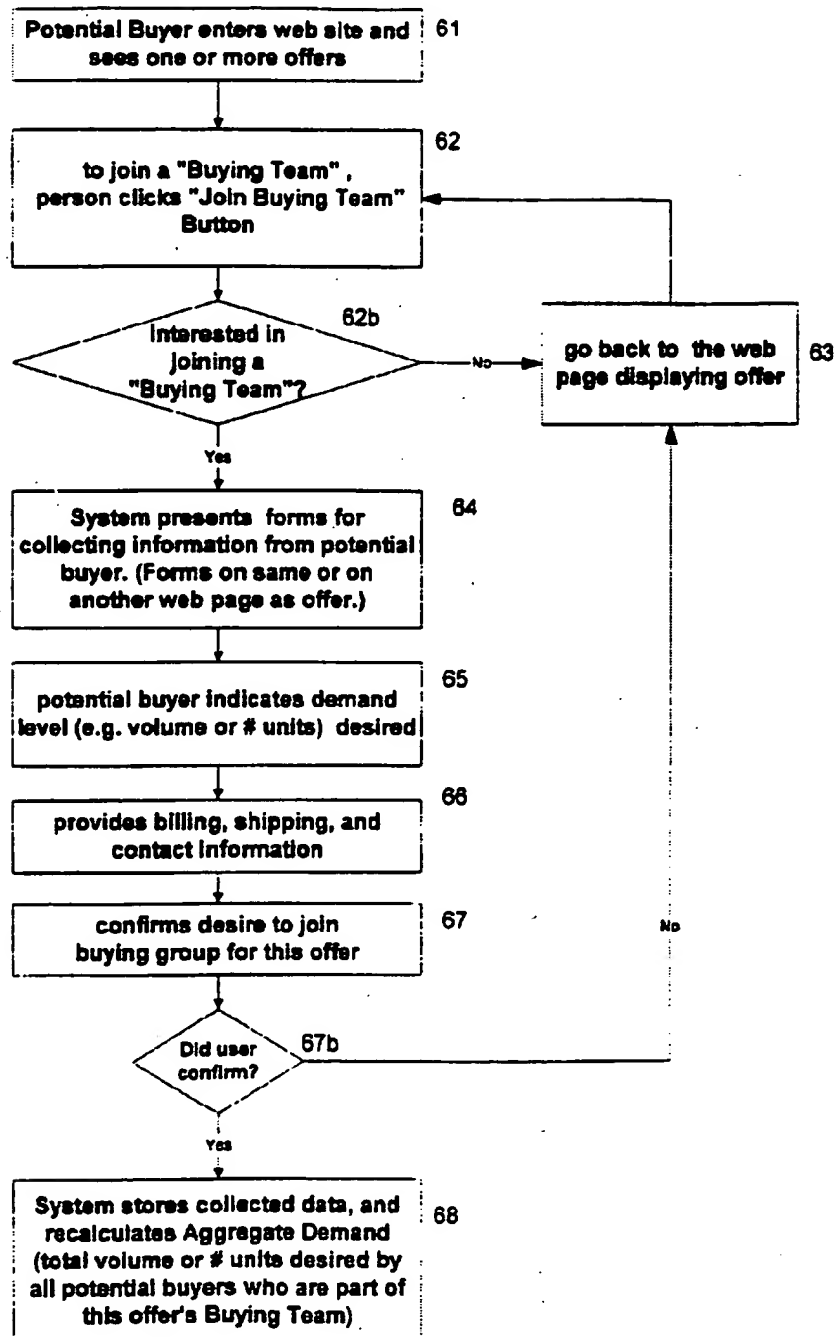 Potential Buyer enters web site and
sees one or more offers
61
62
to join a "Buying Team" ,
person clicks "Join Buying Team"
Button
62b
interested in
joining a
"Buying Team"?
No
go back to the web
page displaying offer
63
Yes
64
System presents forms for
collecting information from potential
buyer. (Forms on same or on
another web page as offer.)
65
potential buyer indicates demand
level (e.g. volume or # units) desired
66
provides billing, shipping, and
contact information
confirms desire to join
buying group for this offer
67
No
67b
Did user
confirm?
Yes
System stores collected data, and
recalculates Aggregate Demand
(total volume or # units desired by
all potential buyers who are part of
this offer's Buying Team)
68